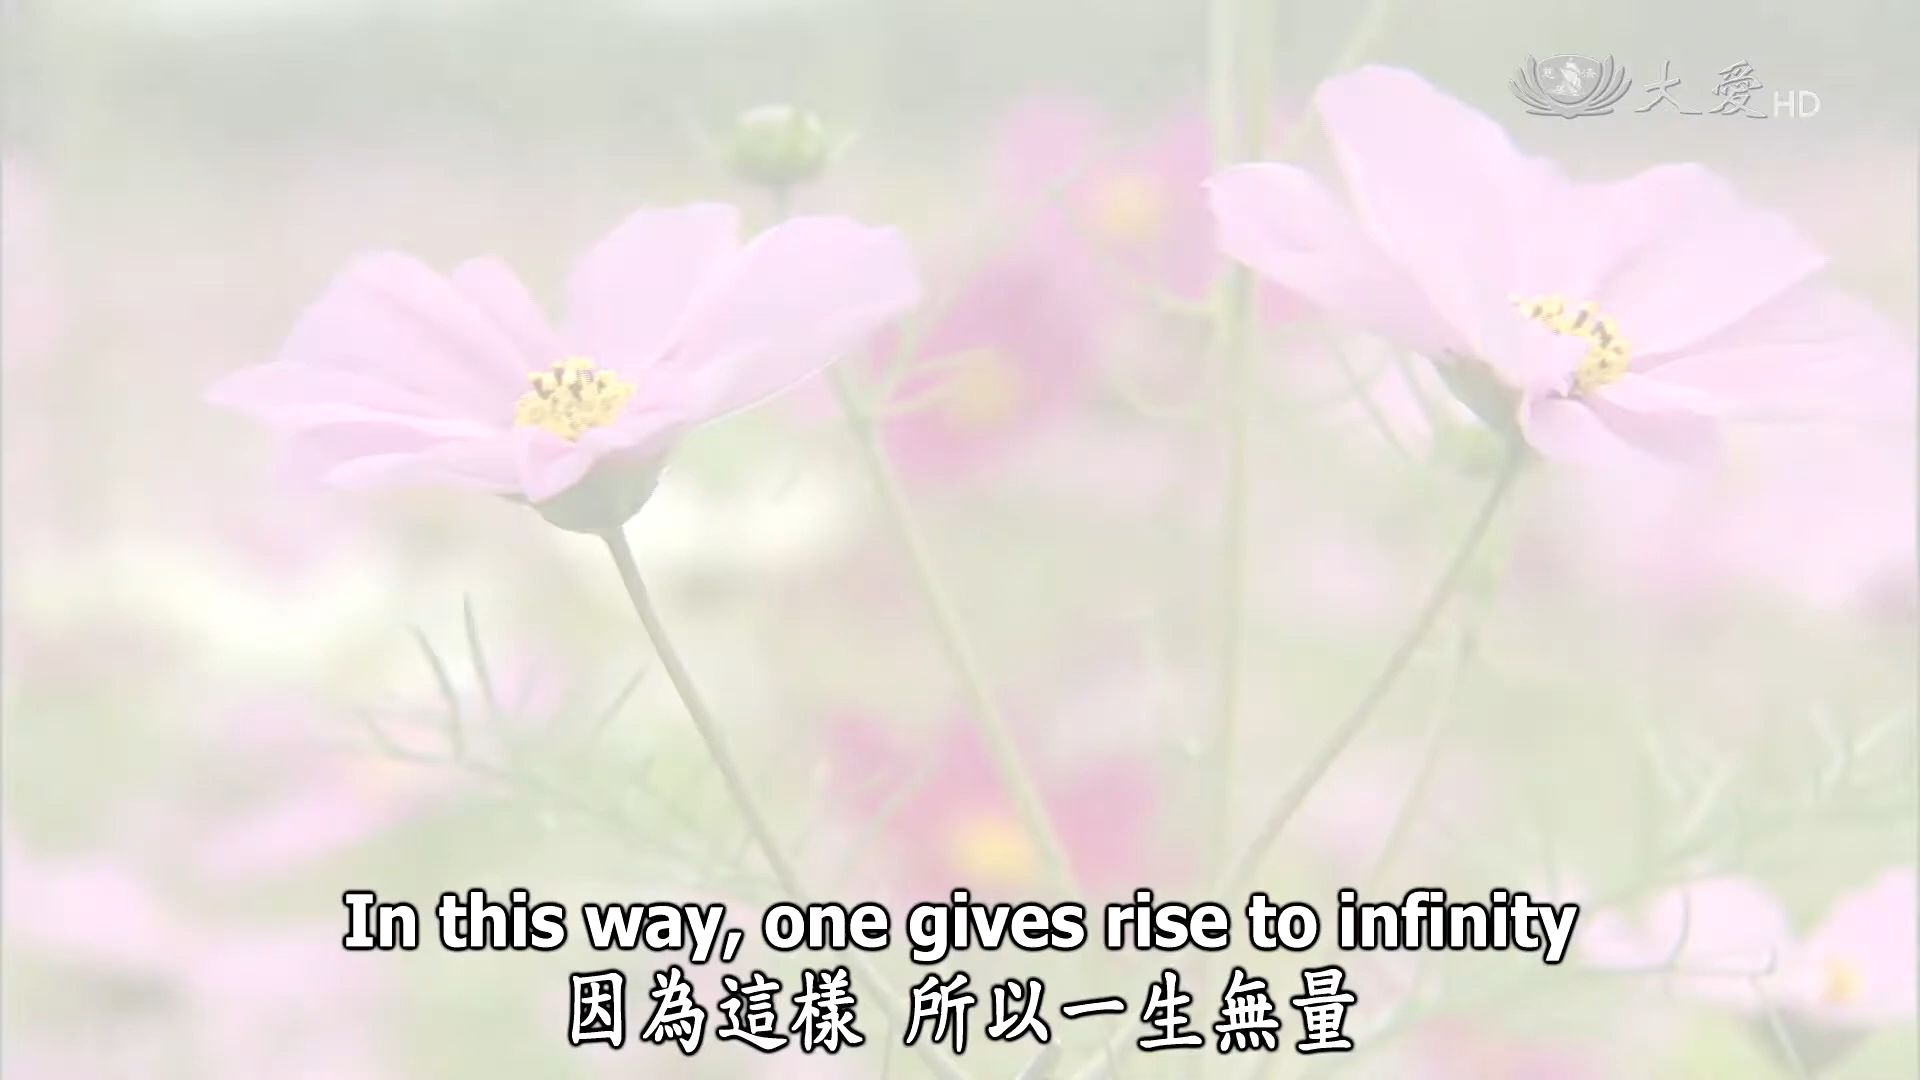 大愛HD
In this way, one gives rise to infinity
因為這樣 所以一生無量